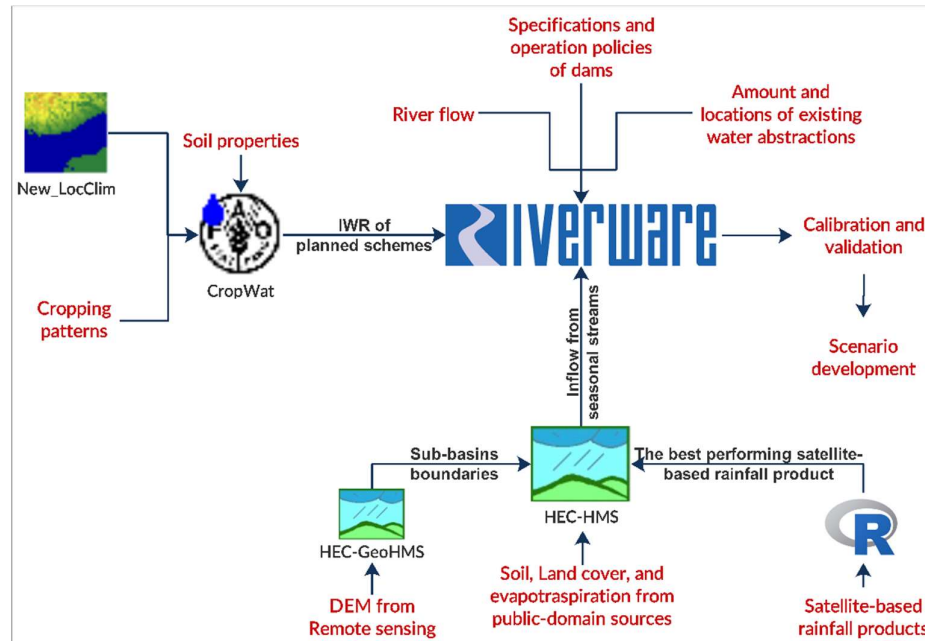 Specifications and
operation policies
of dams
River flow
Amount and
locations of existing
water abstractions
New_LocClim
Soil properties
F A O
CropWat
IWR of
planned schemes
RIVERWARE
Calibration and
validation
Cropping
patterns
Scenario
development
Inflow from
seasonal streams
Sub-basins
boundaries
The best performing satellite-
based rainfall product
HEC-HMS
HEC-GeoHMS
R
DEM from
Remote sensing
Soil, Land cover, and
evapotraspiration from
public-domain sources
Satellite-based
rainfall products